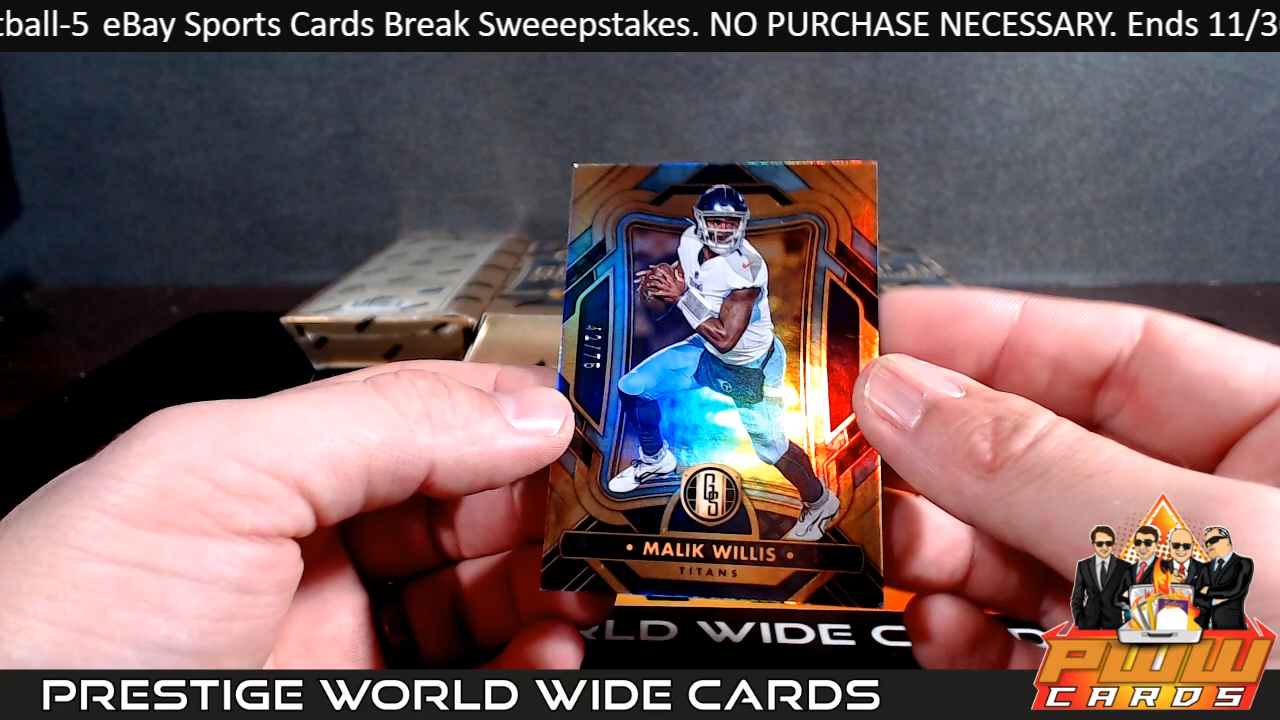 tball-5 eBay Sports Cards Break Sweeepstakes. NO PURCHASE NECESSARY. Ends 11/3
GS
• MALIK WILLIS •
TITANS
RLD WIDE C
PRESTIGE WORLD WIDE CARDS
PWW
CARDS